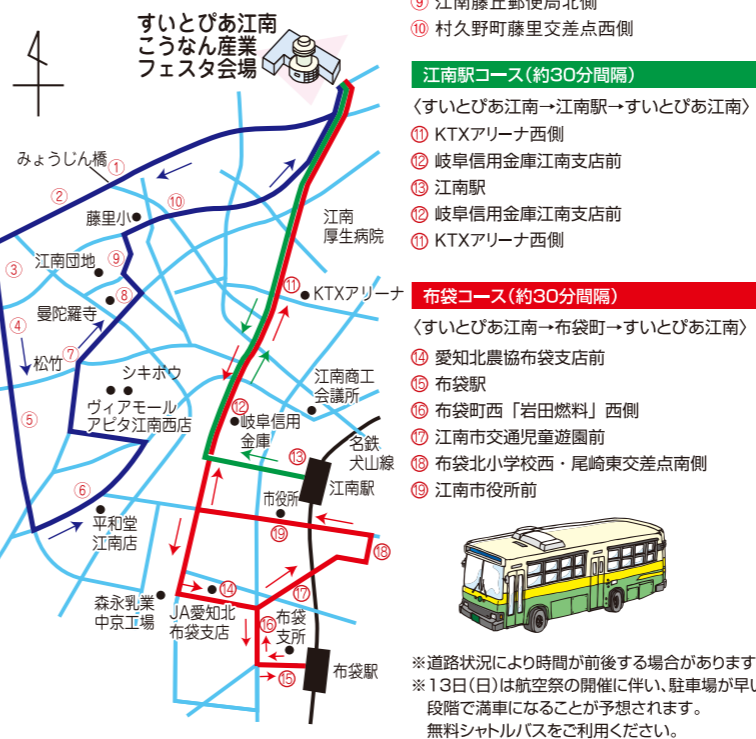 すいとぴあ江南
こうなん産業
フェスタ会場
みょうじん橋
①
②
⑩
藤里小
⑨
③
江南団地
⑧
曼陀羅寺
④
⑦
松竹
シキボウ
ヴィアモール
アピタ江南西店
⑤
⑥
平和堂
江南店
江南
厚生病院
⑪
KTXアリーナ
江南商工
会議所
⑫
岐阜信用
金庫
名鉄
犬山線
⑬
江南駅
市役所
⑲
⑱
⑰
⑭
森永乳業
中京工場
JA愛知北
布袋支店
⑯
布袋
支所
⑮
布袋駅
⑨ 江南藤丘郵便局北側
⑩ 村久野町藤里交差点西側
江南駅コース(約30分間隔)
〈すいとぴあ江南→江南駅→すいとぴあ江南〉
⑪ KTXアリーナ西側
⑫ 岐阜信用金庫江南支店前
⑬ 江南駅
⑫ 岐阜信用金庫江南支店前
⑪ KTXアリーナ西側
布袋コース(約30分間隔)
〈すいとぴあ江南→布袋町→すいとぴあ江南〉
⑭ 愛知北農協布袋支店前
⑮ 布袋駅
⑯ 布袋町西「岩田燃料」西側
⑰ 江南市交通児童遊園前
⑱ 布袋北小学校西・尾崎東交差点南側
⑲ 江南市役所前
※道路状況により時間が前後する場合があります
※13日(日)は航空祭の開催に伴い、駐車場が早い
段階で満車になることが予想されます。
無料シャトルバスをご利用ください。